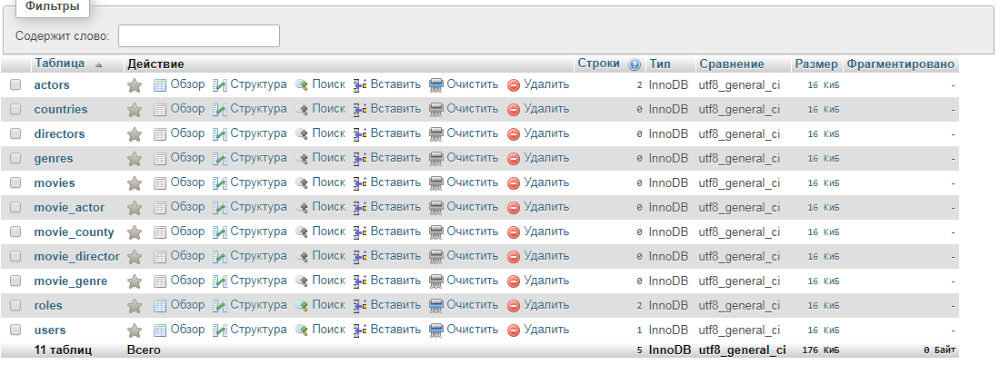 Фильтры
Содержит слово:
Таблица Действие Строки Тип Сравнение Размер Фрагментировано
actors Обзор Структура Поиск Вставить Очистить Удалить 2 InnoDB utf8_general_ci 16 КиБ -
countries Обзор Структура Поиск Вставить Очистить Удалить 0 InnoDB utf8_general_ci 16 КиБ -
directors Обзор Структура Поиск Вставить Очистить Удалить 0 InnoDB utf8_general_ci 16 КиБ -
genres Обзор Структура Поиск Вставить Очистить Удалить 0 InnoDB utf8_general_ci 16 КиБ -
movies Обзор Структура Поиск Вставить Очистить Удалить 0 InnoDB utf8_general_ci 16 КиБ -
movie_actor Обзор Структура Поиск Вставить Очистить Удалить 0 InnoDB utf8_general_ci 16 КиБ -
movie_county Обзор Структура Поиск Вставить Очистить Удалить 0 InnoDB utf8_general_ci 16 КиБ -
movie_director Обзор Структура Поиск Вставить Очистить Удалить 0 InnoDB utf8_general_ci 16 КиБ -
movie_genre Обзор Структура Поиск Вставить Очистить Удалить 0 InnoDB utf8_general_ci 16 КиБ -
roles Обзор Структура Поиск Вставить Очистить Удалить 2 InnoDB utf8_general_ci 16 КиБ -
users Обзор Структура Поиск Вставить Очистить Удалить 1 InnoDB utf8_general_ci 16 КиБ -
11 таблиц Всего 5 InnoDB utf8_general_ci 176 КиБ 0 Байт